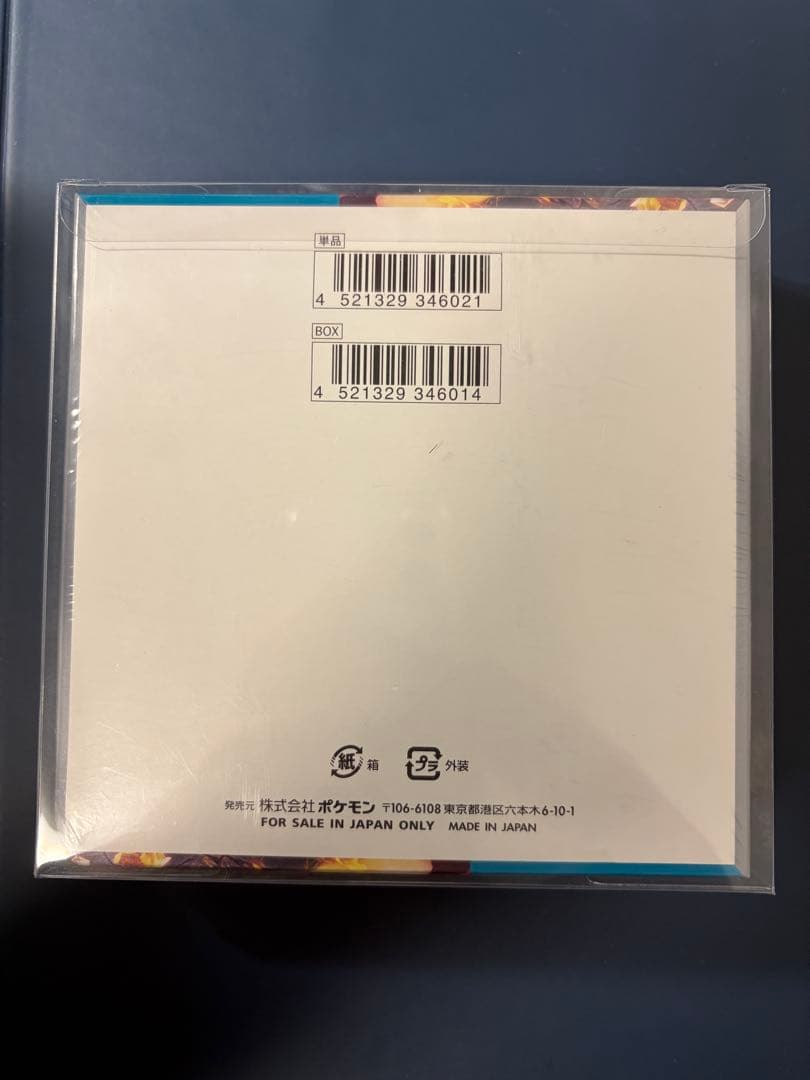 単品
4 521329 346021
BOX
4 521329 346014
紙 箱 プラ 外装
発売元 株式会社 ポケモン 〒106-6108 東京都港区六本木6-10-1
FOR SALE IN JAPAN ONLY MADE IN JAPAN